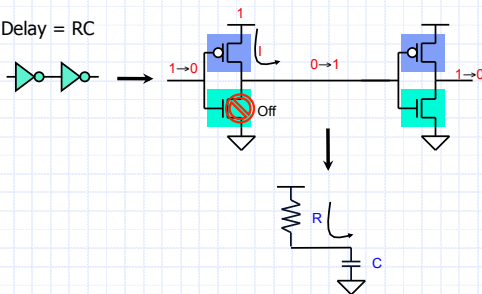 1
Delay = RC
I
1→0
0→1
1→0
Off
R
C